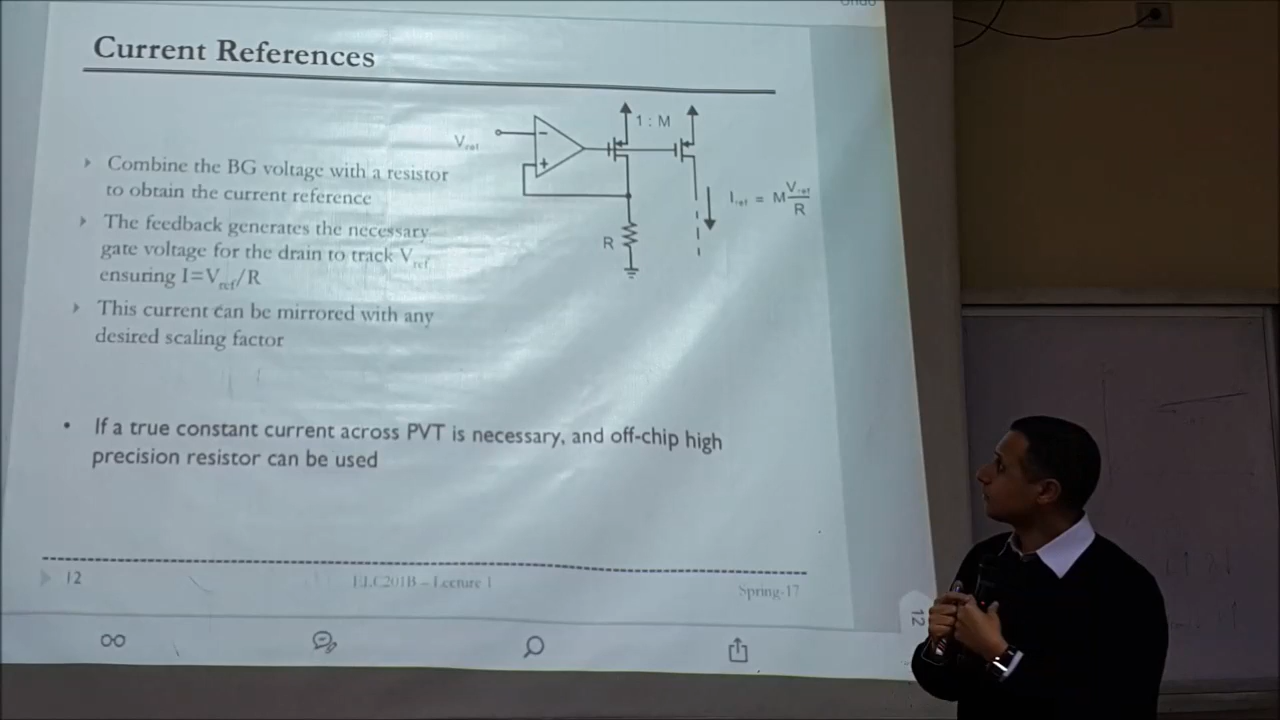 Undo
Current References
1 : M
Vref
Combine the BG voltage with a resistor
to obtain the current reference
Iref = M Vref/R
The feedback generates the necessary
gate voltage for the drain to track Vref
ensuring I=Vref/R
R
This current can be mirrored with any
desired scaling factor
If a true constant current across PVT is necessary, and off-chip high
precision resistor can be used
12
ELC201B – Lecture 1
Spring-17
12